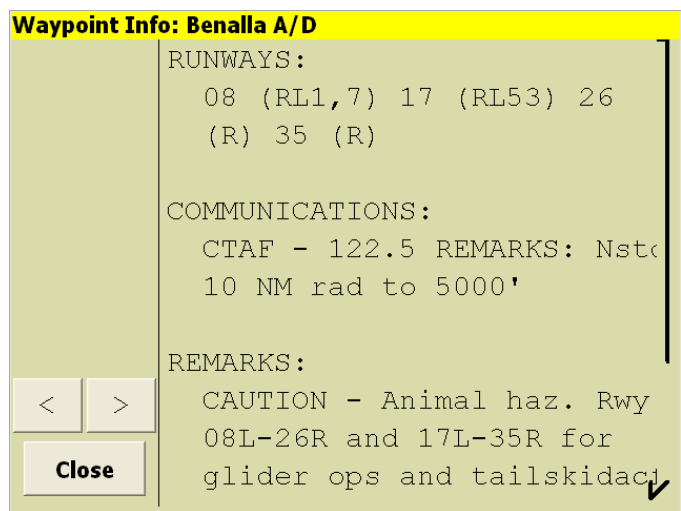 Waypoint Info: Benalla A/D
RUNWAYS:
08 (RL1,7) 17 (RL53) 26
(R) 35 (R)
COMMUNICATIONS:
CTAF - 122.5 REMARKS: Nstc
10 NM rad to 5000'
REMARKS:
CAUTION - Animal haz. Rwy
08L-26R and 17L-35R for
glider ops and
< >
Close